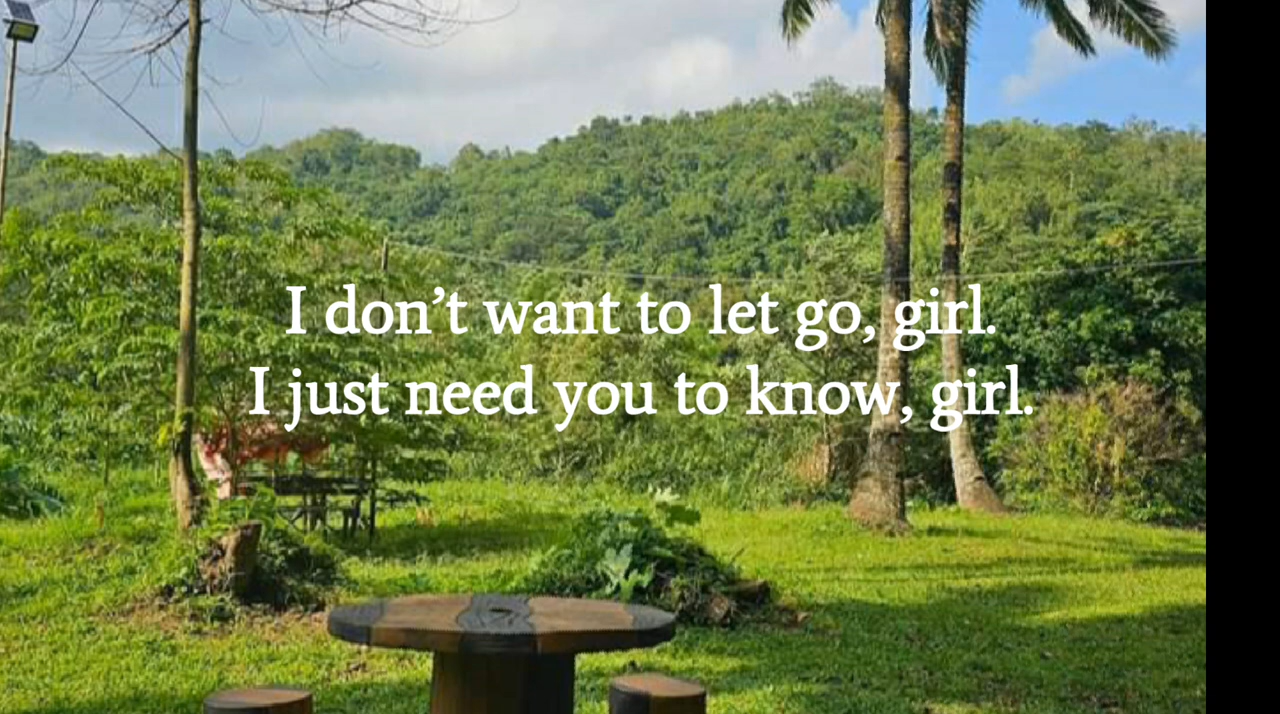 I don’t want to let go, girl.
I just need you to know, girl.